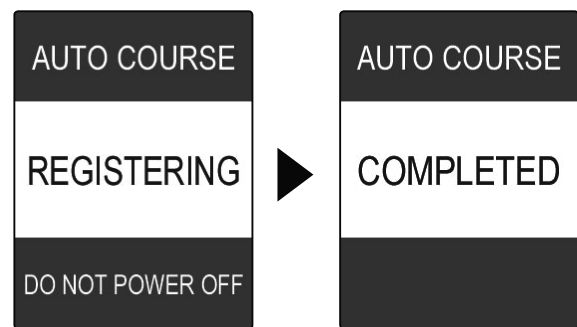 AUTO COURSE
REGISTERING
DO NOT POWER OFF
AUTO COURSE
COMPLETED